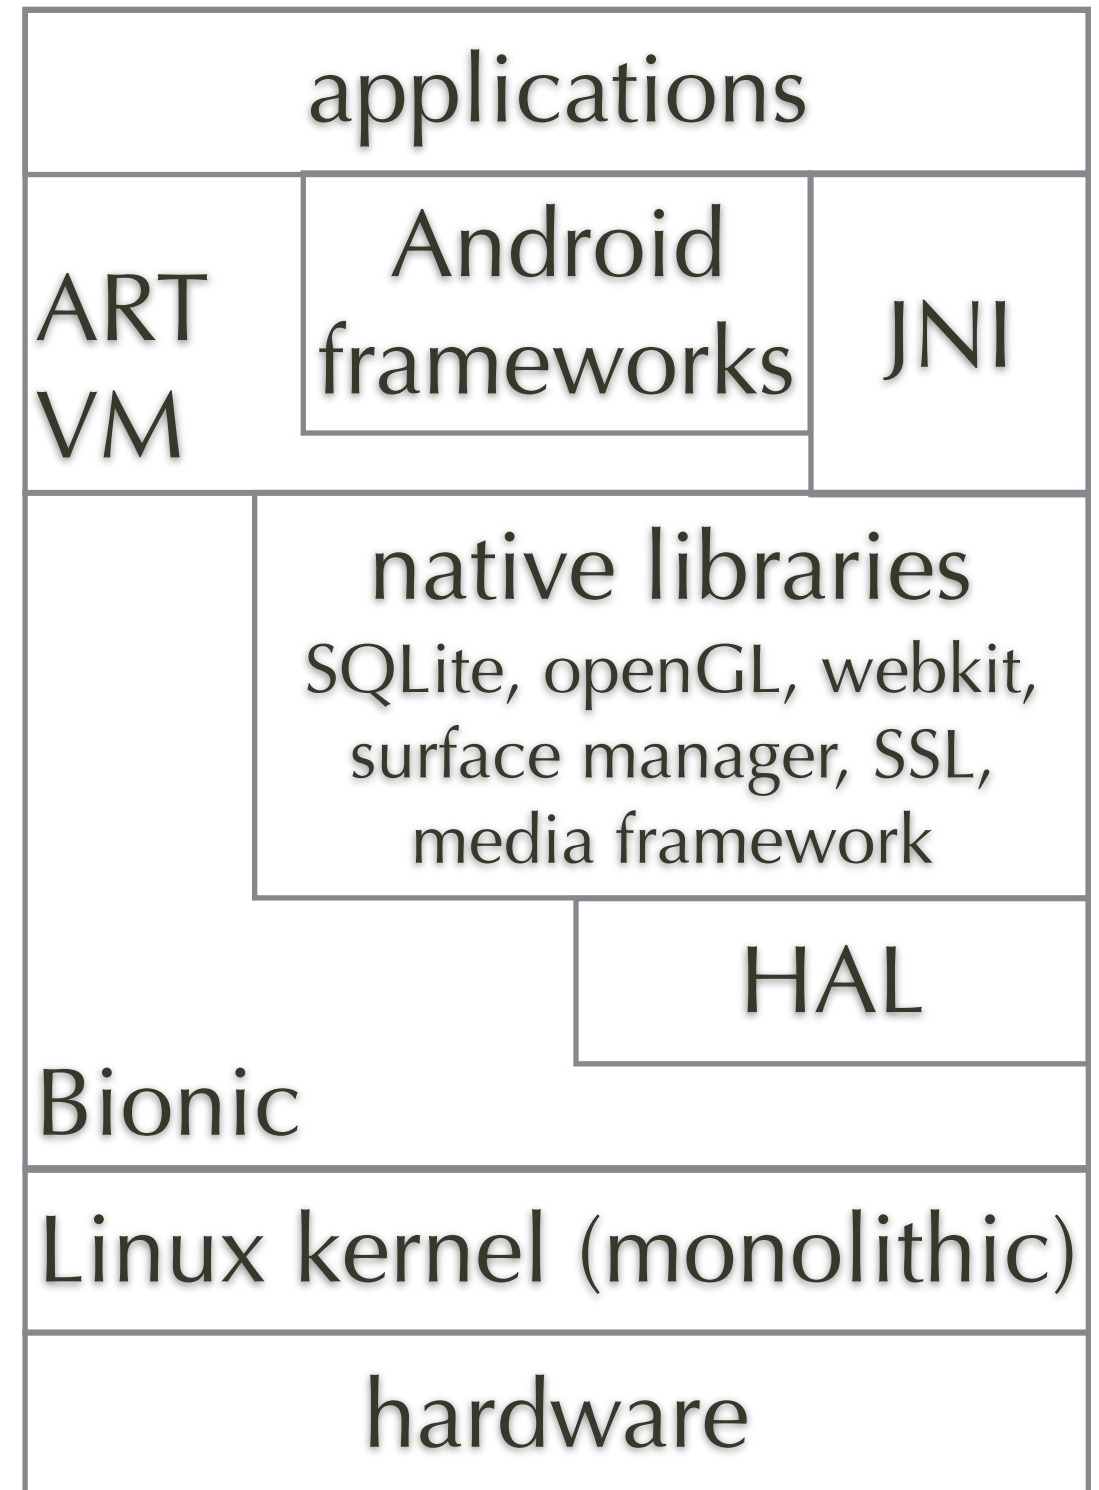 applications
Android
frameworks
ART
VM
JNI
native libraries
SQLite, openGL, webkit,
surface manager, SSL,
media framework
HAL
Bionic
Linux kernel (monolithic)
hardware